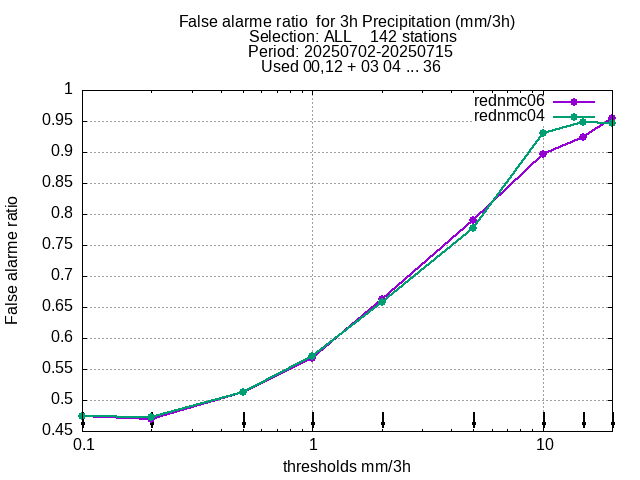 False alarme ratio  for 3h Precipitation (mm/3h)
Selection: ALL    142 stations
Period: 20250702-20250715
Used 00,12 + 03 04 ... 36
rednmc06
rednmc04
1
0.95
0.9
0.85
0.8
0.75
0.7
0.65
0.6
0.55
0.5
0.45
False alarme ratio
0.1 1 10
thresholds mm/3h